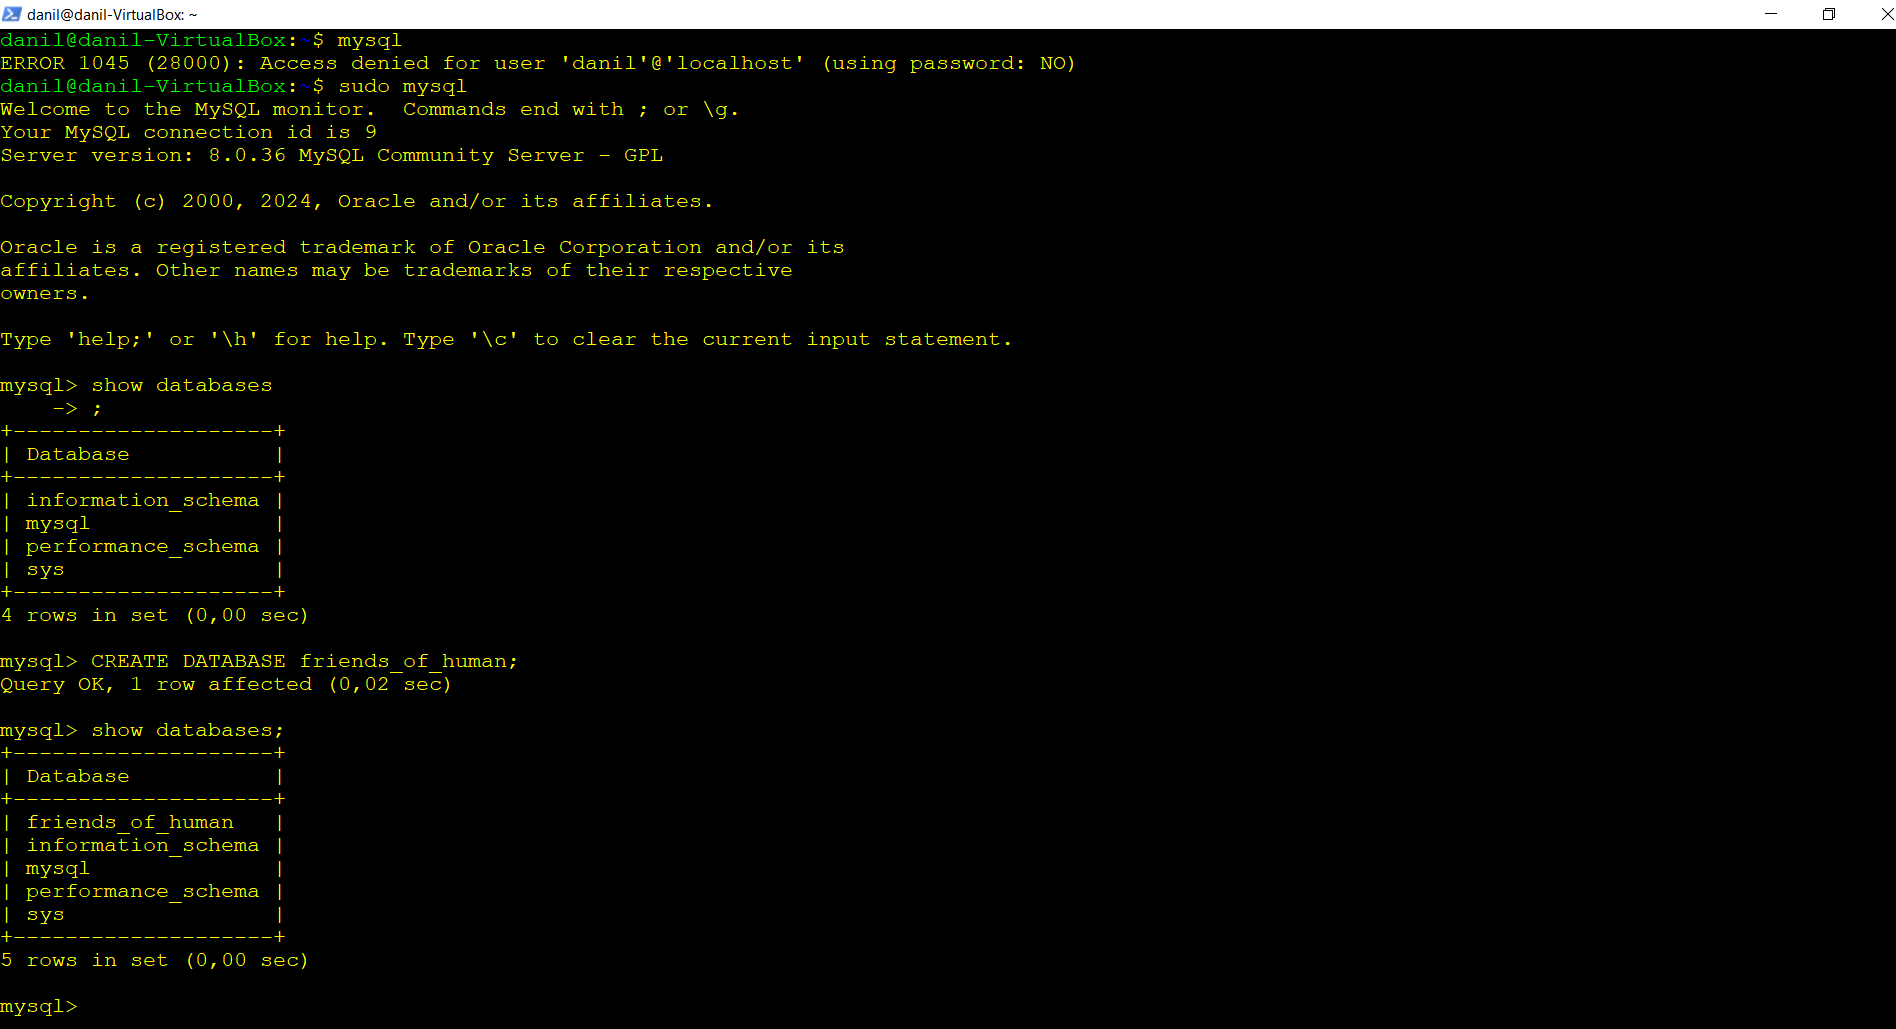 danil@danil-VirtualBox: ~
danil@danil-VirtualBox:~$ mysql
ERROR 1045 (28000): Access denied for user 'danil'@'localhost' (using password: NO)
danil@danil-VirtualBox:~$ sudo mysql
Welcome to the MySQL monitor.  Commands end with ; or \g.
Your MySQL connection id is 9
Server version: 8.0.36 MySQL Community Server - GPL

Copyright (c) 2000, 2024, Oracle and/or its affiliates.

Oracle is a registered trademark of Oracle Corporation and/or its
affiliates. Other names may be trademarks of their respective
owners.

Type 'help;' or '\h' for help. Type '\c' to clear the current input statement.

mysql> show databases
    -> ;
+--------------------+
| Database           |
+--------------------+
| information_schema |
| mysql              |
| performance_schema |
| sys                |
+--------------------+
4 rows in set (0,00 sec)

mysql> CREATE DATABASE friends_of_human;
Query OK, 1 row affected (0,02 sec)

mysql> show databases;
+--------------------+
| Database           |
+--------------------+
| friends_of_human   |
| information_schema |
| mysql              |
| performance_schema |
| sys                |
+--------------------+
5 rows in set (0,00 sec)

mysql>